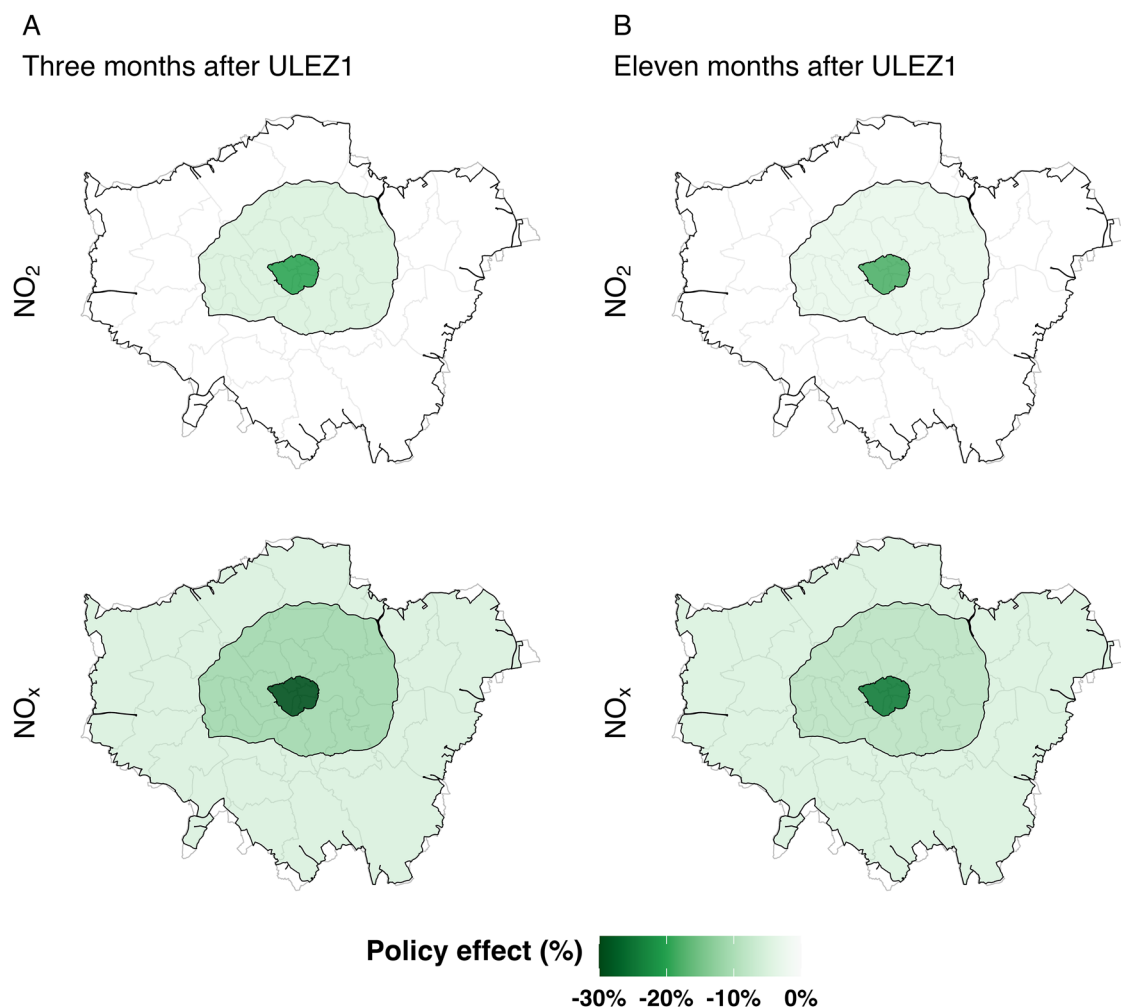 A
Three months after ULEZ1
B
Eleven months after ULEZ1
NO₂
NO₂
NOₓ
NOₓ
Policy effect (%)
-30% -20% -10% 0%